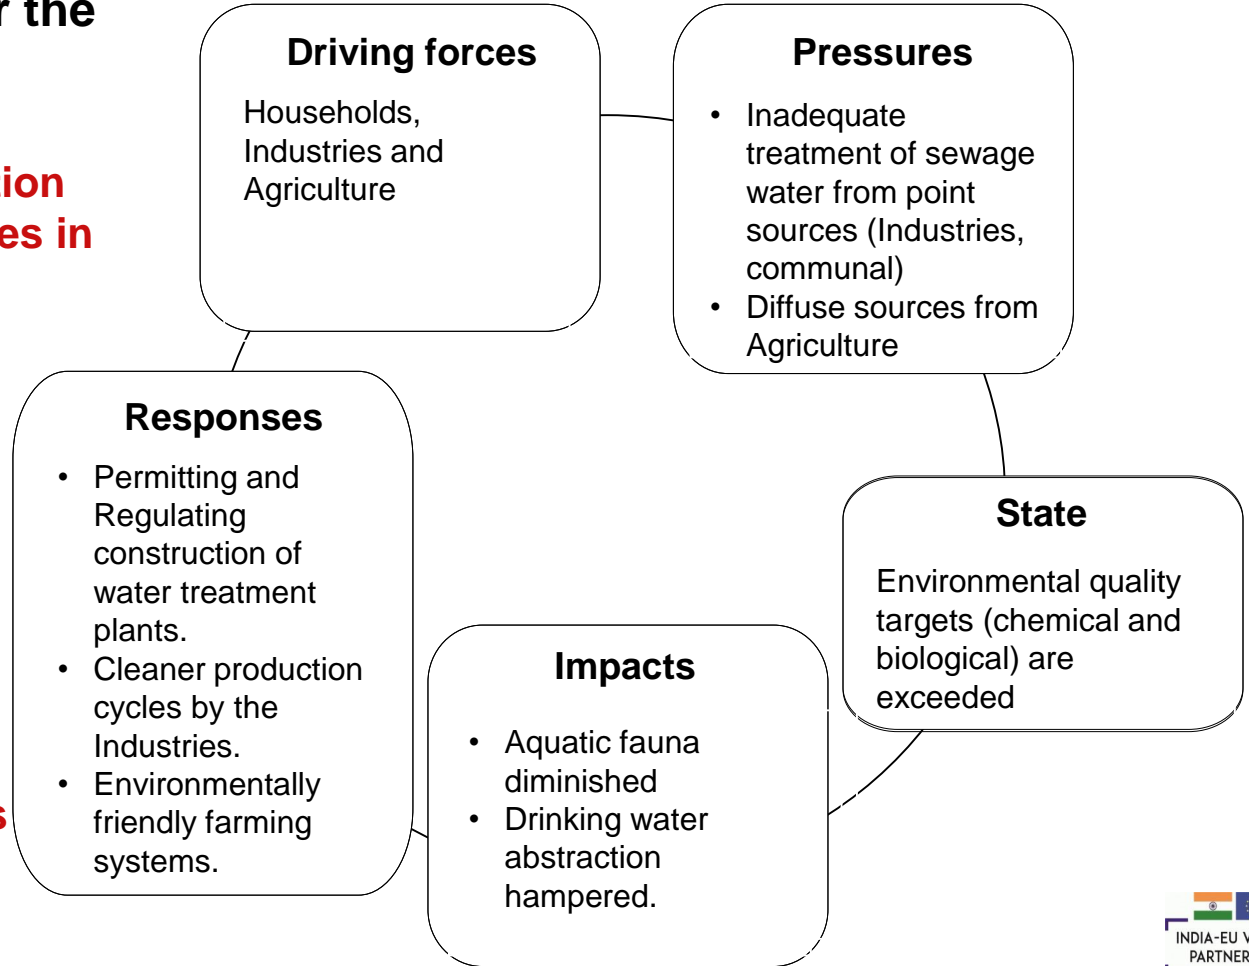 r the
tion
es in
s
Driving forces
Households,
Industries and
Agriculture
Pressures
• Inadequate
treatment of sewage
water from point
sources (Industries,
communal)
• Diffuse sources from
Agriculture
State
Environmental quality
targets (chemical and
biological) are
exceeded
Impacts
• Aquatic fauna
diminished
• Drinking water
abstraction
hampered.
Responses
• Permitting and
Regulating
construction of
water treatment
plants.
• Cleaner production
cycles by the
Industries.
• Environmentally
friendly farming
systems.
INDIA-EU
PARTNER